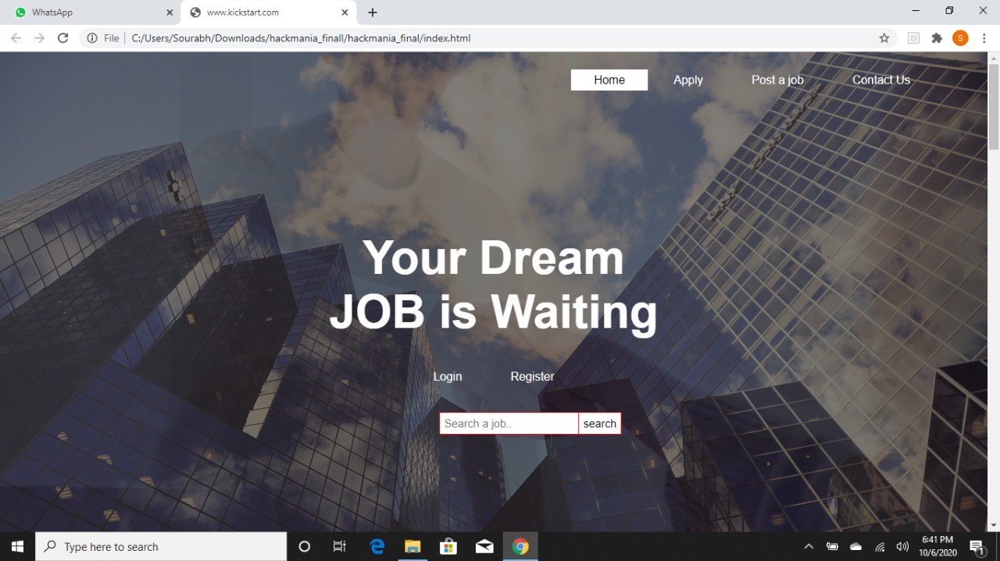 WhatsApp
www.kickstart.com
File
C:/Users/Sourabh/Downloads/hackmania_finall/hackmania_final/index.html
S
Home Apply Post a job Contact Us
Your Dream
JOB is Waiting
Login Register
Search a job.. search
Type here to search
6:41 PM
10/6/2020
1